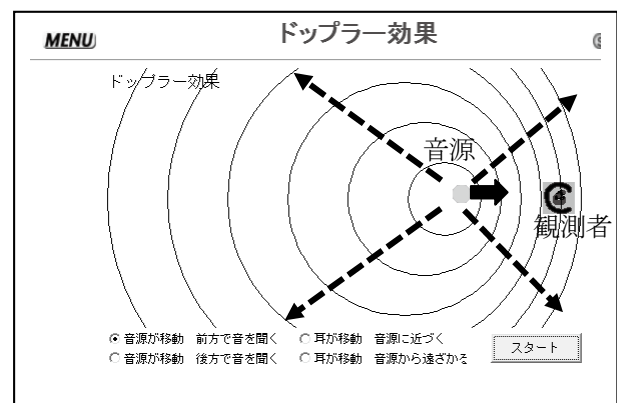 MENU
ドップラー効果
ドップラー効果
音源
観測者
音源が移動 前方で音を聞く
耳が移動 音源に近づく
音源が移動 後方で音を聞く
耳が移動 音源から遠ざかる
スタート